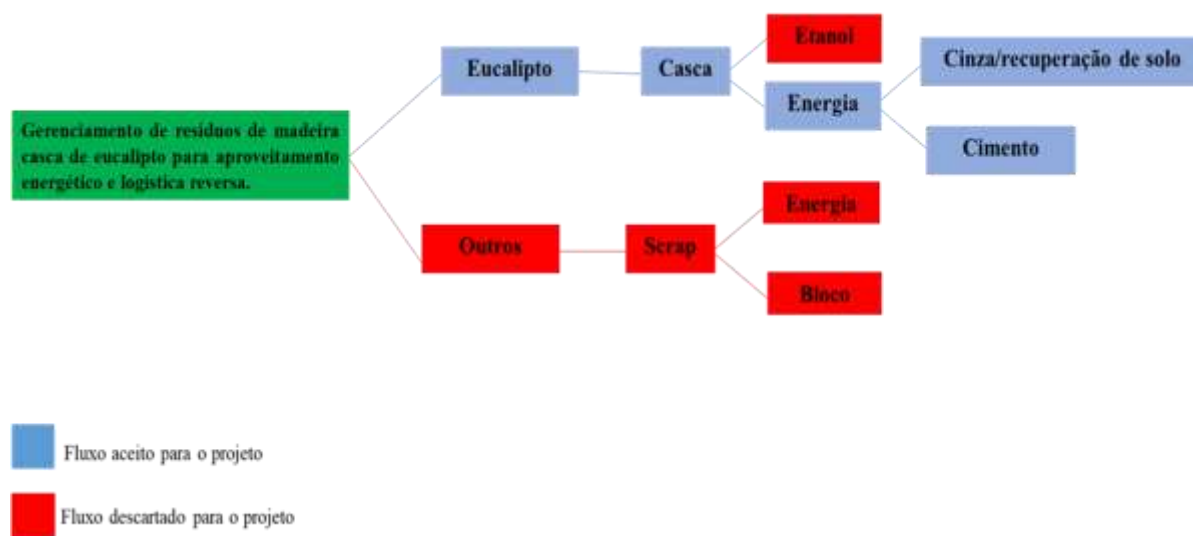 Etanol
Eucalipto
Casca
Cinza/recuperação de solo
Energia
Gerenciamento de resíduos de madeira
casca de eucalipto para aproveitamento
energético e logística reversa.
Cimento
Energia
Outros
Scrap
Bloco
Fluxo aceito para o projeto
Fluxo descartado para o projeto